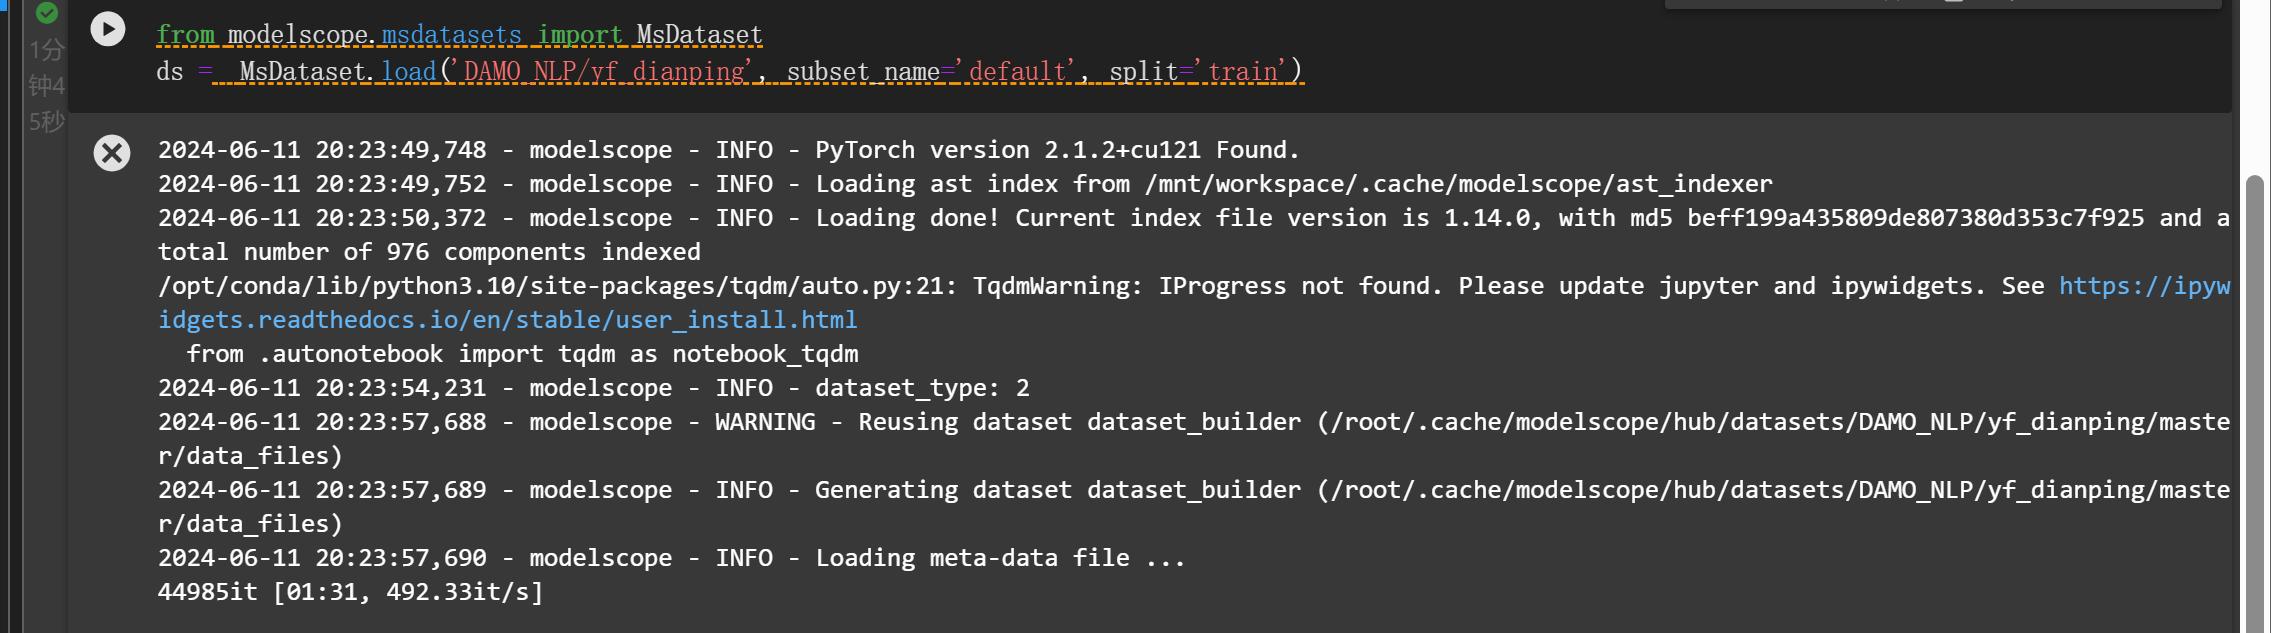 from modelscope.msdatasets import MsDataset
ds = MsDataset.load('DAMO_NLP/yf_dianping', subset_name='default', split='train')
1分
钟4
5秒
2024-06-11 20:23:49,748 - modelscope - INFO - PyTorch version 2.1.2+cu121 Found.
2024-06-11 20:23:49,752 - modelscope - INFO - Loading ast index from /mnt/workspace/.cache/modelscope/ast_indexer
2024-06-11 20:23:50,372 - modelscope - INFO - Loading done! Current index file version is 1.14.0, with md5 beff199a435809de807380d353c7f925 and a
total number of 976 components indexed
/opt/conda/lib/python3.10/site-packages/tqdm/auto.py:21: TqdmWarning: IProgress not found. Please update jupyter and ipywidgets. See https://ipyw
idgets.readthedocs.io/en/stable/user_install.html
from .autonotebook import tqdm as notebook_tqdm
2024-06-11 20:23:54,231 - modelscope - INFO - dataset_type: 2
2024-06-11 20:23:57,688 - modelscope - WARNING - Reusing dataset dataset_builder (/root/.cache/modelscope/hub/datasets/DAMO_NLP/yf_dianping/maste
r/data_files)
2024-06-11 20:23:57,689 - modelscope - INFO - Generating dataset dataset_builder (/root/.cache/modelscope/hub/datasets/DAMO_NLP/yf_dianping/maste
r/data_files)
2024-06-11 20:23:57,690 - modelscope - INFO - Loading meta-data file ...
44985it [01:31, 492.33it/s]